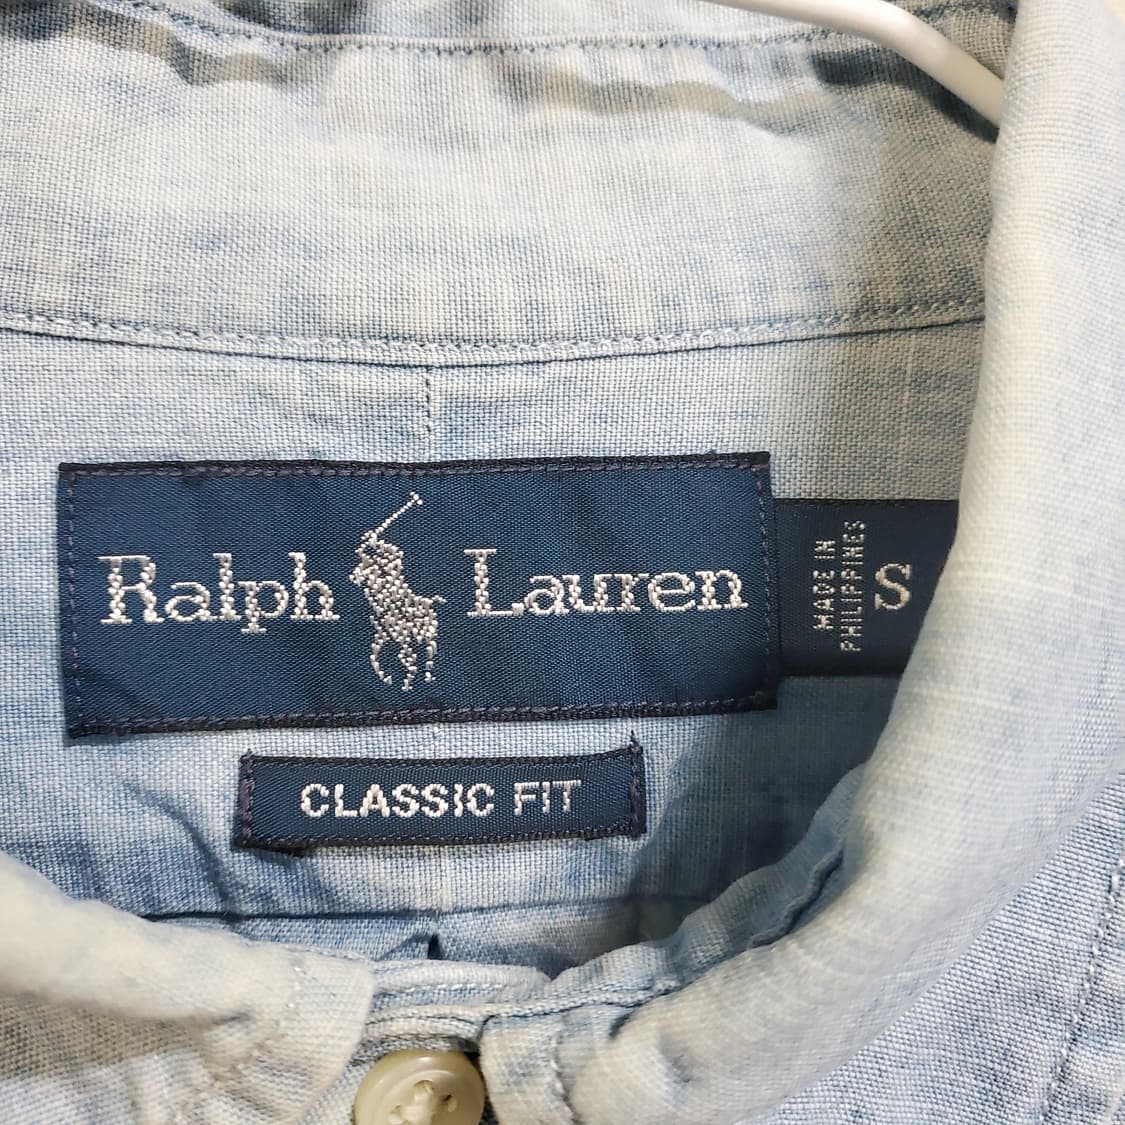 Ralph Lauren
MADE IN
PHILIPPINES
S
CLASSIC FIT